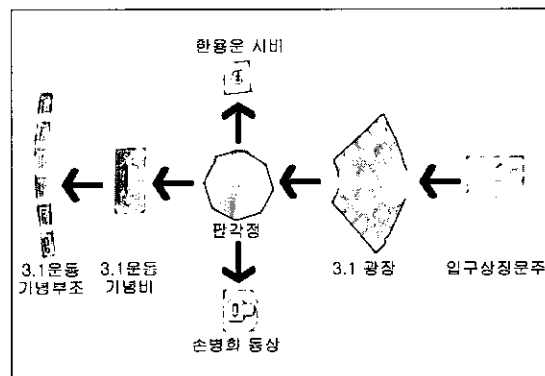 한용운 시비
팔각정
3.1운동
기념부조
3.1운동
기념비
3.1 광장
입구상징문주
손병희 동상